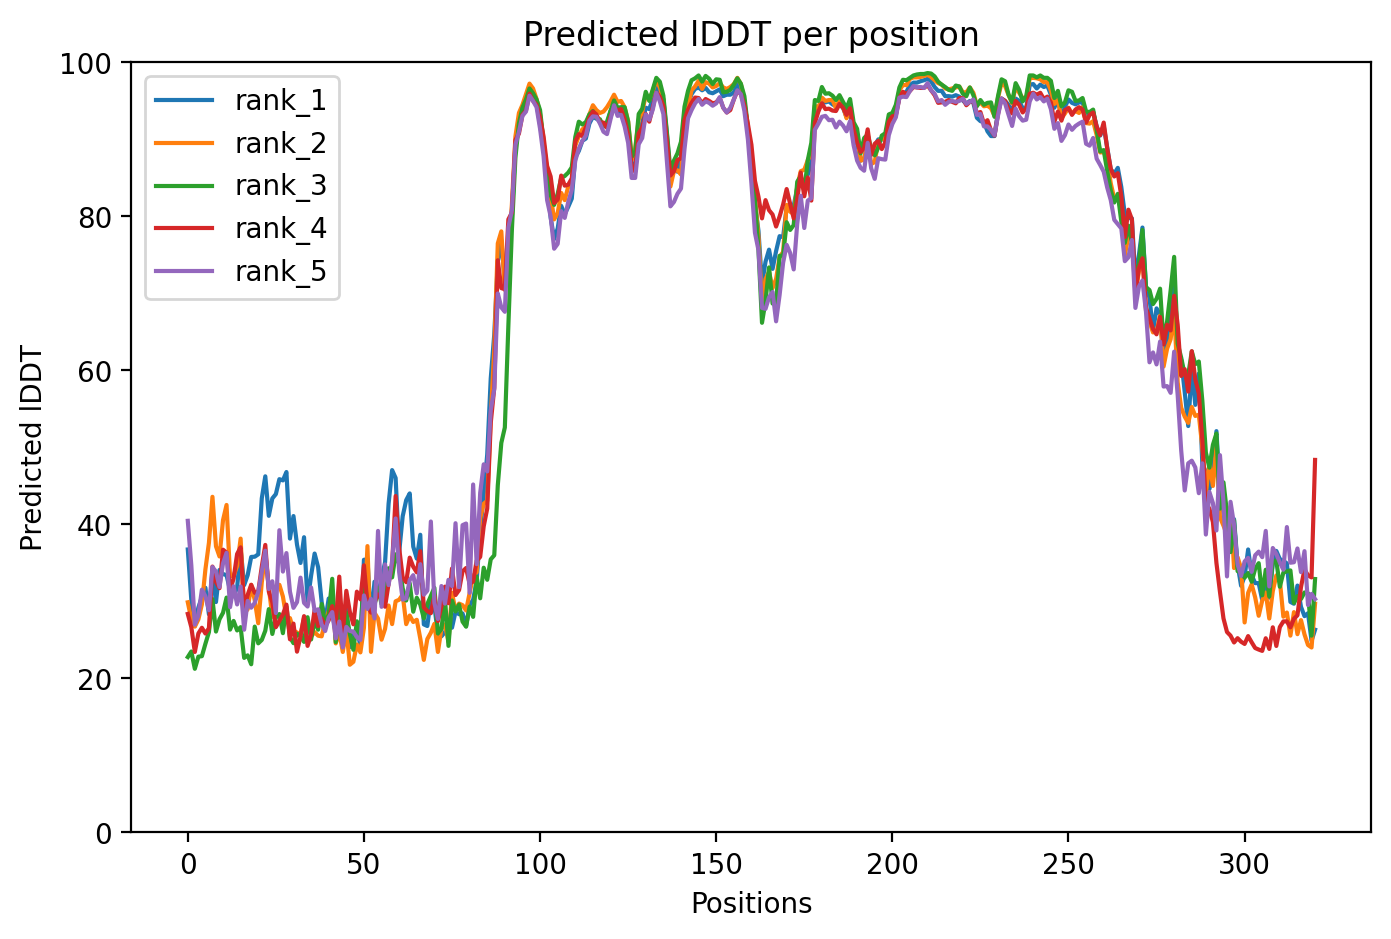 Predicted lDDT per position
100
80
60
40
20
0
Predicted lDDT
rank_1
rank_2
rank_3
rank_4
rank_5
0 50 100 150 200 250 300
Positions